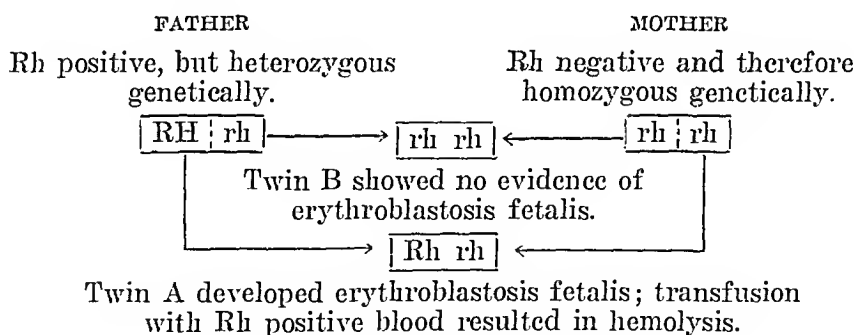 FATHER MOTHER
Rh positive, but heterozygous genetically. Rh negative and therefore homozygous genetically.
RH rh rh rh rh rh
Twin B showed no evidence of
erythroblastosis fetalis.
Rh rh
Twin A developed erythroblastosis fetalis; transfusion
with Rh positive blood resulted in hemolysis.